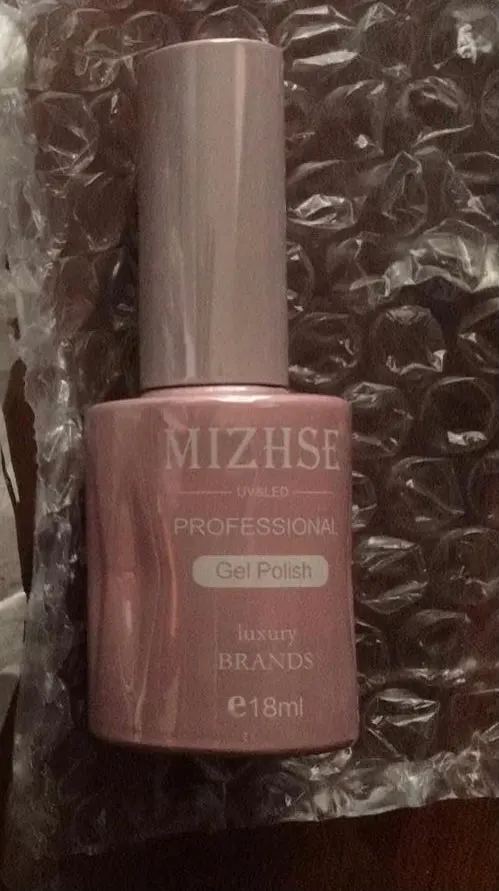 MIZHSE
UV&LED
PROFESSIONAL
Gel Polish
luxury
BRANDS
e18ml